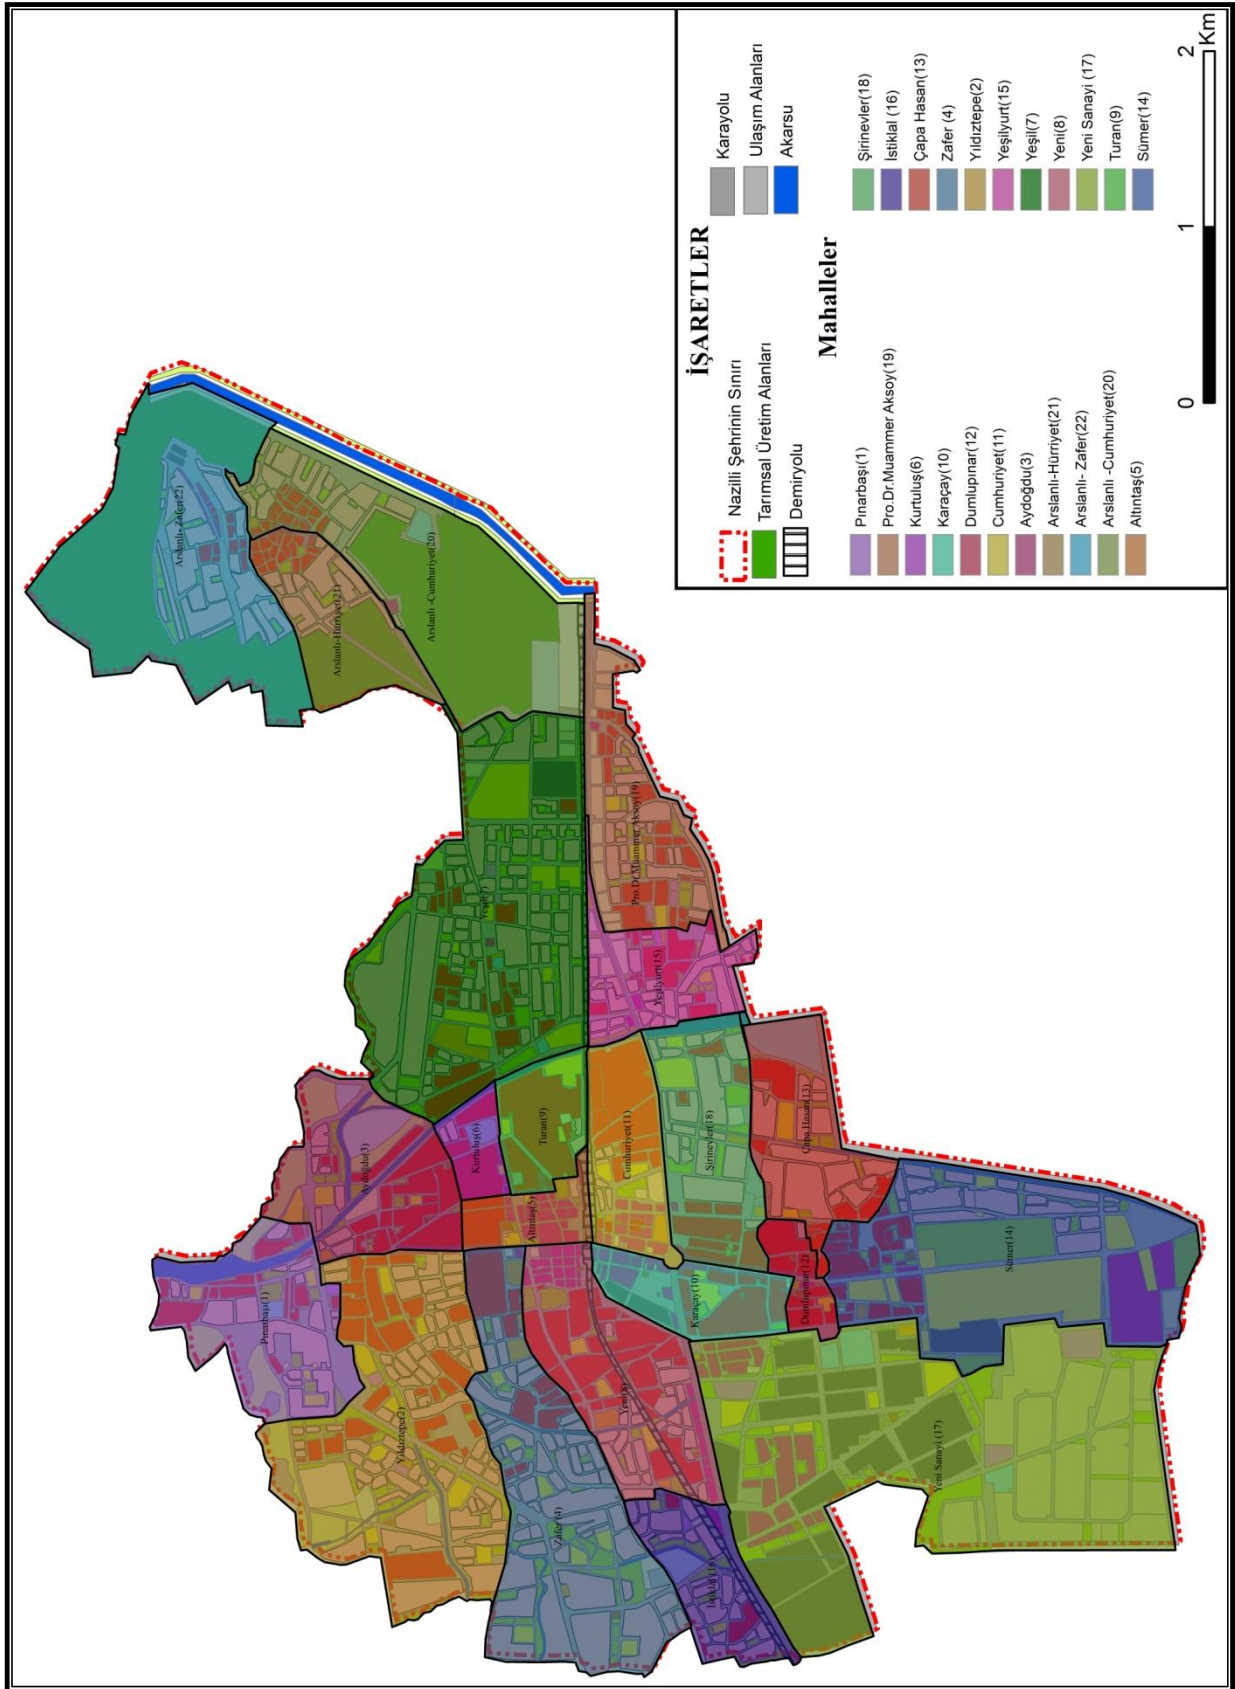 Arslanlı- Zafer(22)
Arslanlı-Hürriyet(21)
Arslanlı -Cumhuriyet(20)
Yeşil(7)
Pro.Dr.Muammer Aksoy(19)
Yeşilyurt(15)
Aydoğdu(3)
Kurtuluş(6)
Turan(9)
Cumhuriyet(11)
Şirinevler(18)
Çapa Hasan(13)
Altıntaş(5)
Pınarbaşı(1)
Karaçay(10)
Dumlupınar(12)
Sümer(14)
Yıldıztepe(2)
Yeni(8)
Zafer (4)
İstiklal (16)
Yeni Sanayi (17)
İŞARETLER
Nazilli Şehrinin Sınırı
Tarımsal Üretim Alanları
Demiryolu
Karayolu
Ulaşım Alanları
Akarsu
Mahalleler
Pınarbaşı(1)
Pro.Dr.Muammer Aksoy(19)
Kurtuluş(6)
Karaçay(10)
Dumlupınar(12)
Cumhuriyet(11)
Aydoğdu(3)
Arslanlı-Hürriyet(21)
Arslanlı- Zafer(22)
Arslanlı -Cumhuriyet(20)
Altıntaş(5)
Şirinevler(18)
İstiklal (16)
Çapa Hasan(13)
Zafer (4)
Yıldıztepe(2)
Yeşilyurt(15)
Yeşil(7)
Yeni(8)
Yeni Sanayi (17)
Turan(9)
Sümer(14)
0 1 2
Km